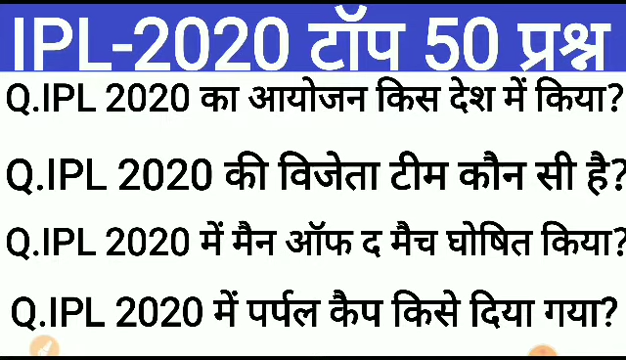 IPL-2020 टॉप 50 प्रश्न
Q.IPL 2020 का आयोजन किस देश में किया?
Q.IPL 2020 की विजेता टीम कौन सी है?
Q.IPL 2020 में मैन ऑफ द मैच घोषित किया?
Q.IPL 2020 में पर्पल कैप किसे दिया गया?